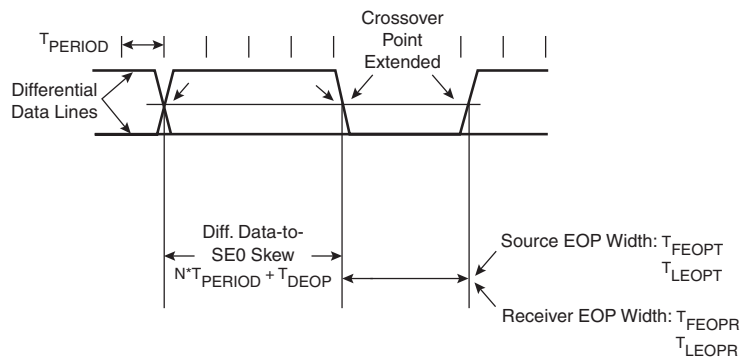 TPERIOD
Crossover
Point
Extended
Differential
Data Lines
Diff. Data-to-
SE0 Skew
N*TPERIOD + TDEOP
Source EOP Width: TFEOPT
TLEOPT
Receiver EOP Width: TFEOPR
TLEOPR